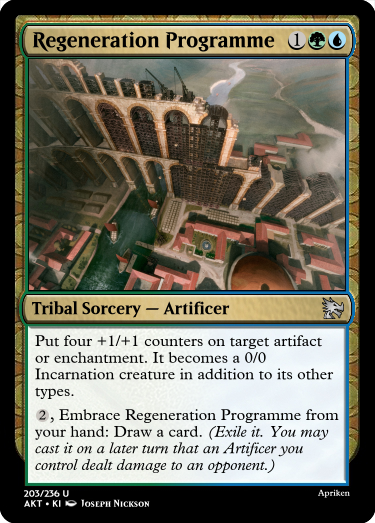 Regeneration Programme 1
Tribal Sorcery — Artificer
Put four +1/+1 counters on target artifact
or enchantment. It becomes a 0/0
Incarnation creature in addition to its other
types.
2, Embrace Regeneration Programme from
your hand: Draw a card. (Exile it. You may
cast it on a later turn that an Artificer you
control dealt damage to an opponent.)
203/236 U
Apriken
AKT • KI Joseph Nickson